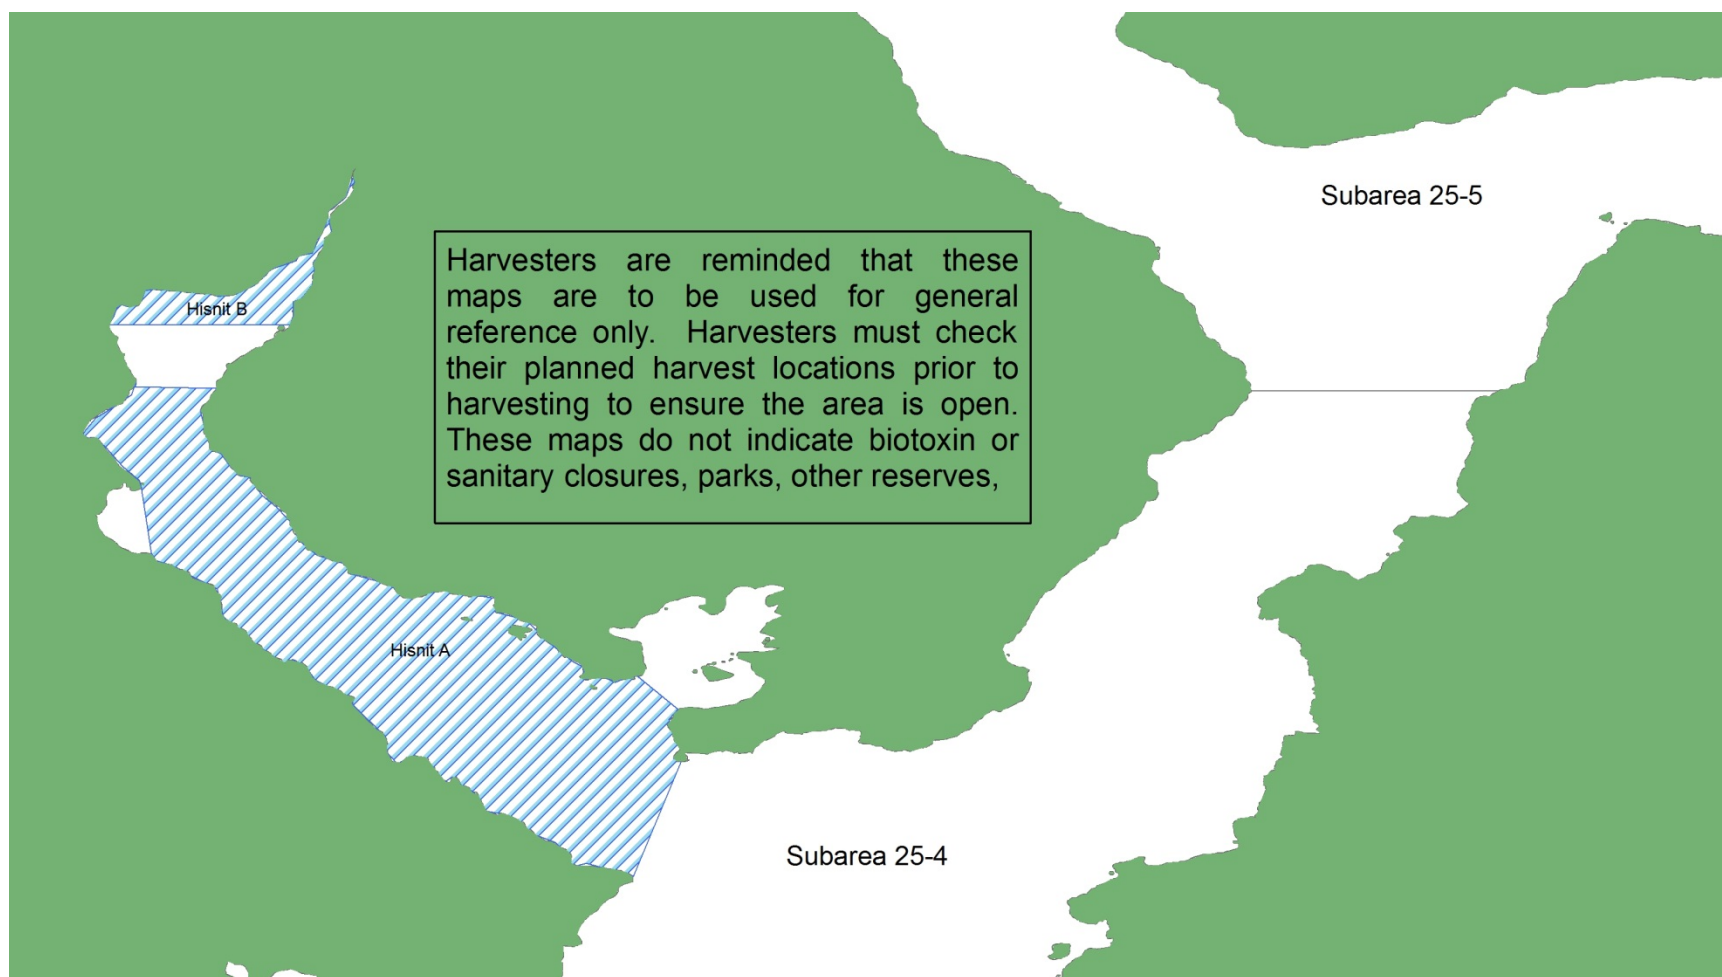 Subarea 25-5
Harvesters are reminded that these
maps are to be used for general
reference only. Harvesters must check
their planned harvest locations prior to
harvesting to ensure the area is open.
These maps do not indicate biotoxin or
sanitary closures, parks, other reserves,
Hisnit B
Hisnit A
Subarea 25-4